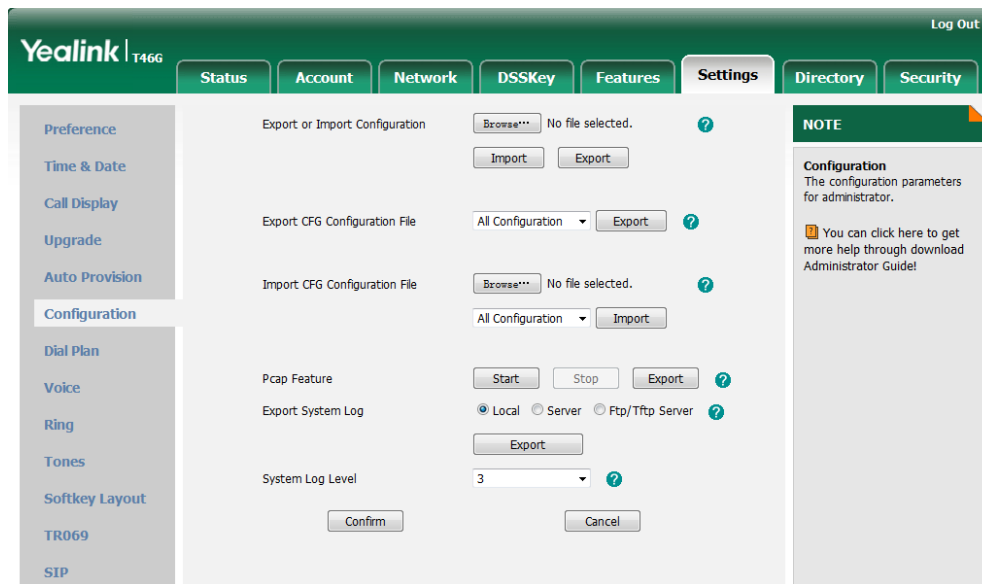 Log Out
Yealink T46G
Status Account Network DSSKey Features Settings Directory Security
Preference
Time & Date
Call Display
Upgrade
Auto Provision
Configuration
Dial Plan
Voice
Ring
Tones
Softkey Layout
TR069
SIP
Export or Import Configuration Browse... No file selected. ?
Import Export
Export CFG Configuration File All Configuration Export ?
Import CFG Configuration File Browse... No file selected. ?
All Configuration Import
Pcap Feature Start Stop Export ?
Export System Log Local Server Ftp/Tftp Server ?
Export
System Log Level 3 ?
Confirm Cancel
NOTE
Configuration
The configuration parameters
for administrator.
? You can click here to get
more help through download
Administrator Guide!